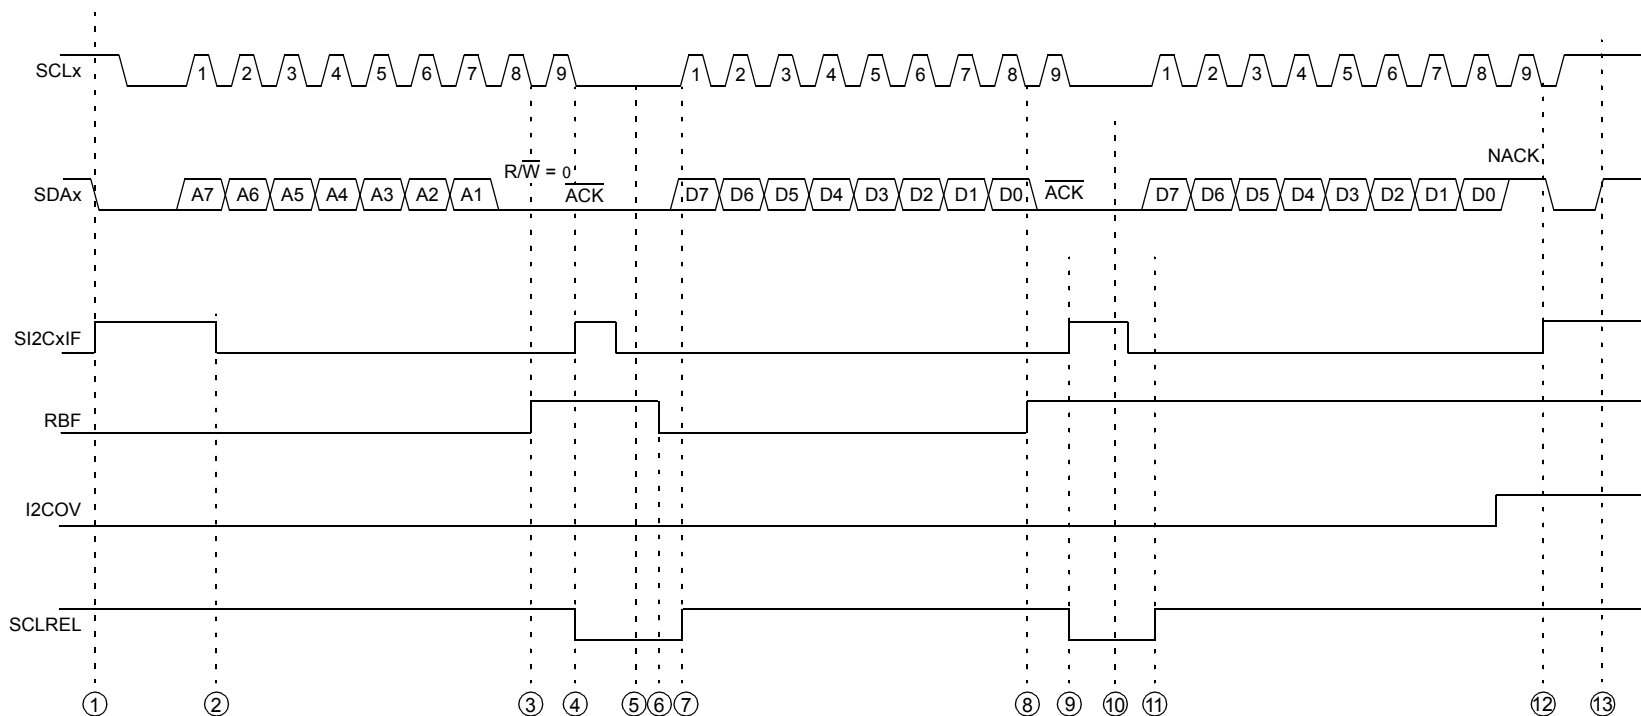 SCLx 1 2 3 4 5 6 7 8 9 1 2 3 4 5 6 7 8 9 1 2 3 4 5 6 7 8 9
R/W̅ = 0 NACK
SDAx A7 A6 A5 A4 A3 A2 A1 A̅C̅K̅ D7 D6 D5 D4 D3 D2 D1 D0 A̅C̅K̅ D7 D6 D5 D4 D3 D2 D1 D0
SI2CxIF
RBF
I2COV
SCLREL
1 2 3 4 5 6 7 8 9 10 11 12 13